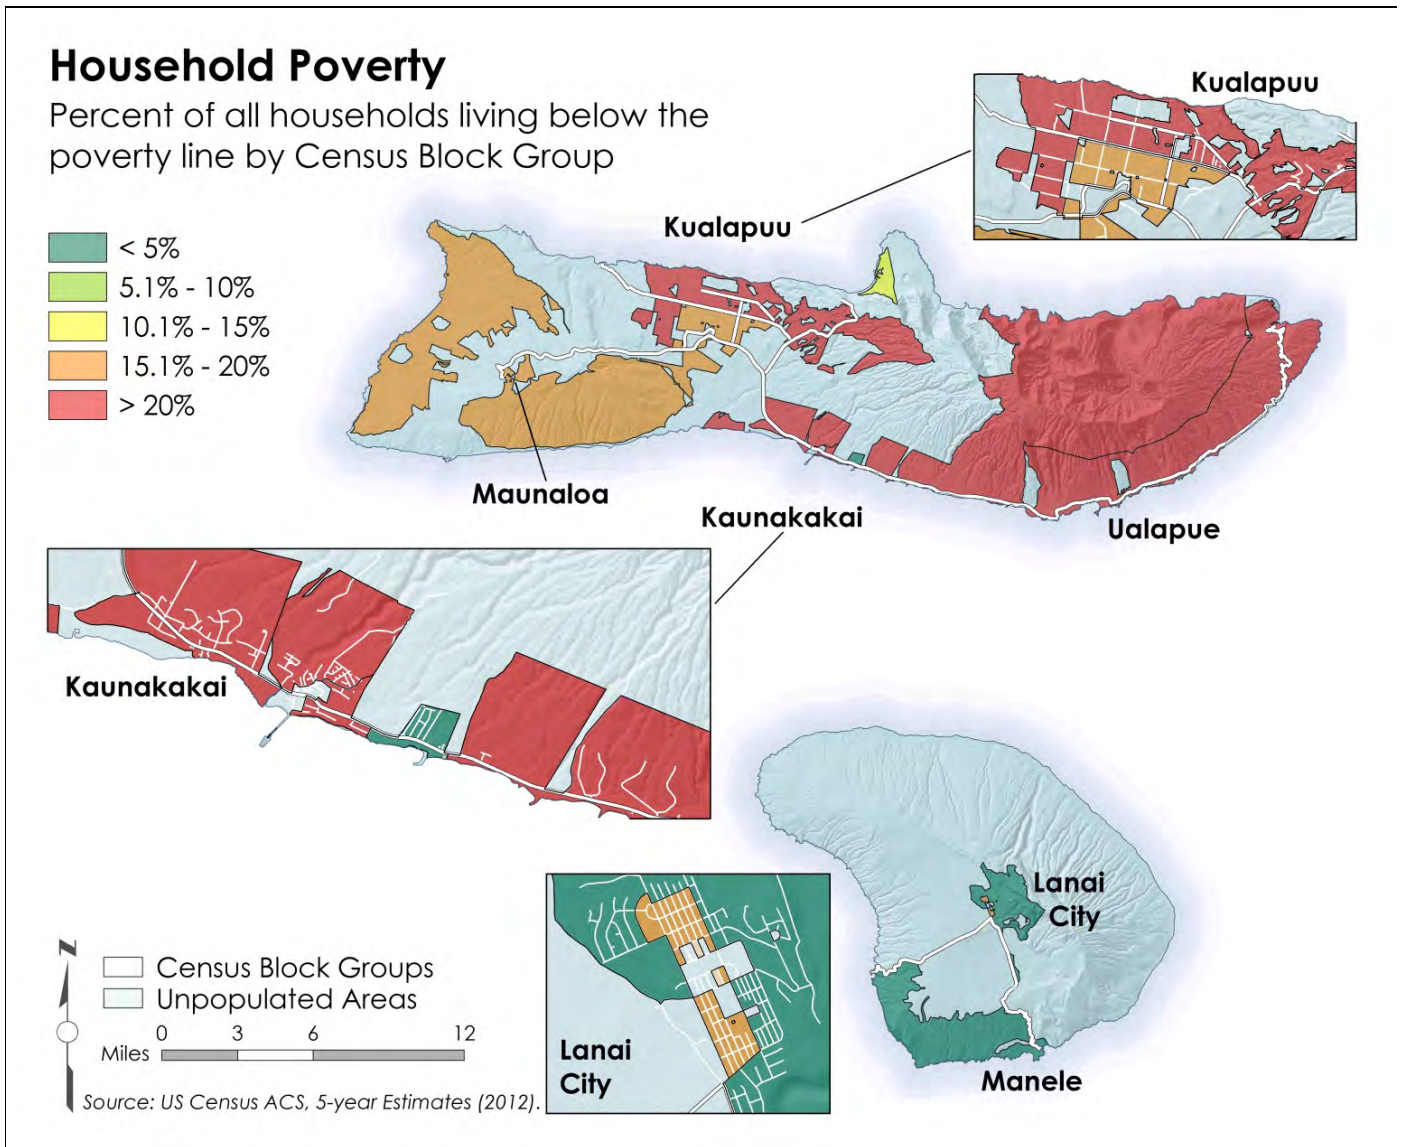 Household Poverty
Percent of all households living below the
poverty line by Census Block Group
< 5%
5.1% - 10%
10.1% - 15%
15.1% - 20%
> 20%
Kualapuu
Kualapuu
Maunaloa
Kaunakakai
Ualapue
Kaunakakai
Lanai
City
Manele
Lanai
City
N
Census Block Groups
Unpopulated Areas
0 3 6 12
Miles
Source: US Census ACS, 5-year Estimates (2012).